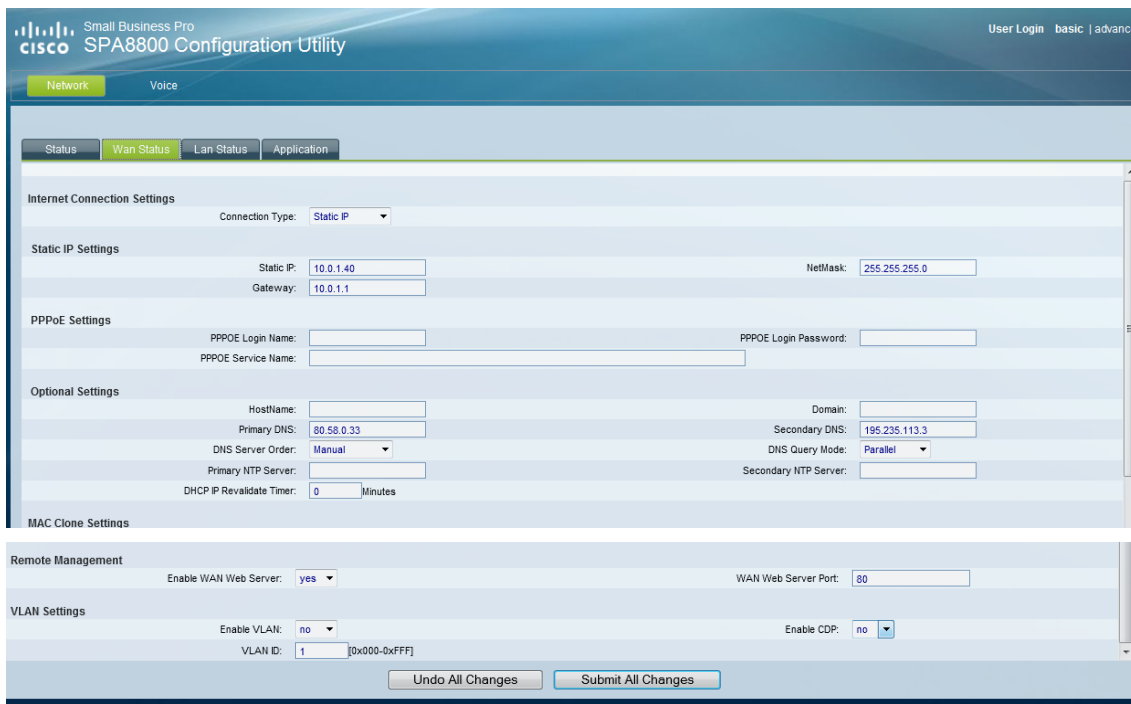 Small Business Pro
cisco SPA8800 Configuration Utility
User Login basic | advanc
Network Voice
Status Wan Status Lan Status Application
Internet Connection Settings
Connection Type: Static IP
Static IP Settings
Static IP: 10.0.1.40 NetMask: 255.255.255.0
Gateway: 10.0.1.1
PPPoE Settings
PPPOE Login Name: PPPOE Login Password:
PPPOE Service Name:
Optional Settings
HostName: Domain:
Primary DNS: 80.58.0.33 Secondary DNS: 195.235.113.3
DNS Server Order: Manual DNS Query Mode: Parallel
Primary NTP Server: Secondary NTP Server:
DHCP IP Revalidate Timer: 0 Minutes
MAC Clone Settings
Remote Management
Enable WAN Web Server: yes WAN Web Server Port: 80
VLAN Settings
Enable VLAN: no Enable CDP: no
VLAN ID: 1 [0x000-0xFFF]
Undo All Changes Submit All Changes